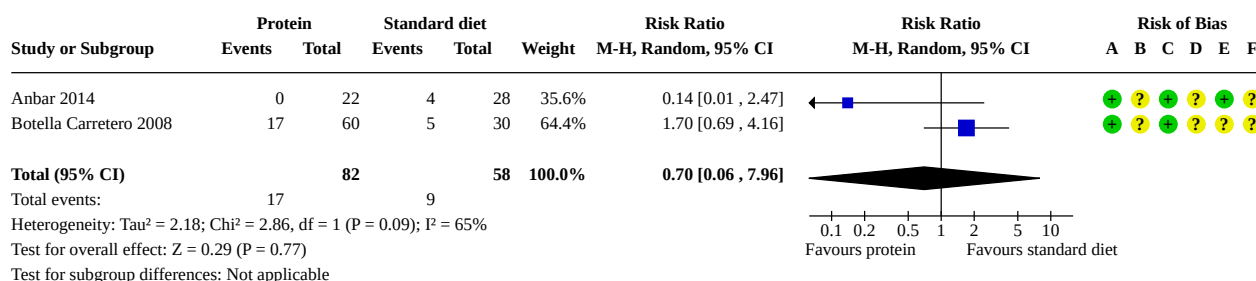 Protein Standard diet Risk Ratio Risk Ratio Risk of Bias
Study or Subgroup Events Total Events Total Weight M-H, Random, 95% CI M-H, Random, 95% CI A B C D E F
Anbar 2014 0 22 4 28 35.6% 0.14 [0.01 , 2.47] + ? + ? + ?
Botella Carretero 2008 17 60 5 30 64.4% 1.70 [0.69 , 4.16] + ? + ? ? ?
Total (95% CI) 82 58 100.0% 0.70 [0.06 , 7.96]
Total events: 17 9
Heterogeneity: Tau² = 2.18; Chi² = 2.86, df = 1 (P = 0.09); I² = 65%
0.1 0.2 0.5 1 2 5 10
Test for overall effect: Z = 0.29 (P = 0.77)
Favours protein Favours standard diet
Test for subgroup differences: Not applicable